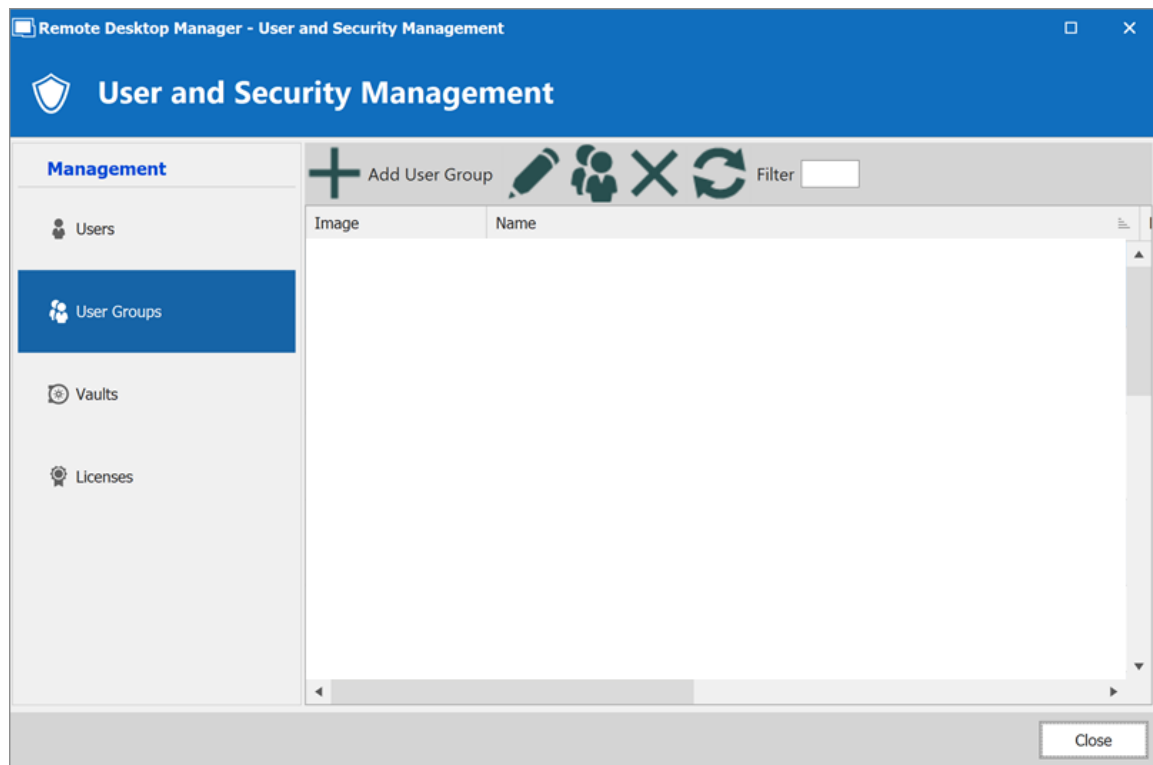 Remote Desktop Manager - User and Security Management
User and Security Management
Management
Users
User Groups
Vaults
Licenses
Add User Group
Filter
Image Name
Close